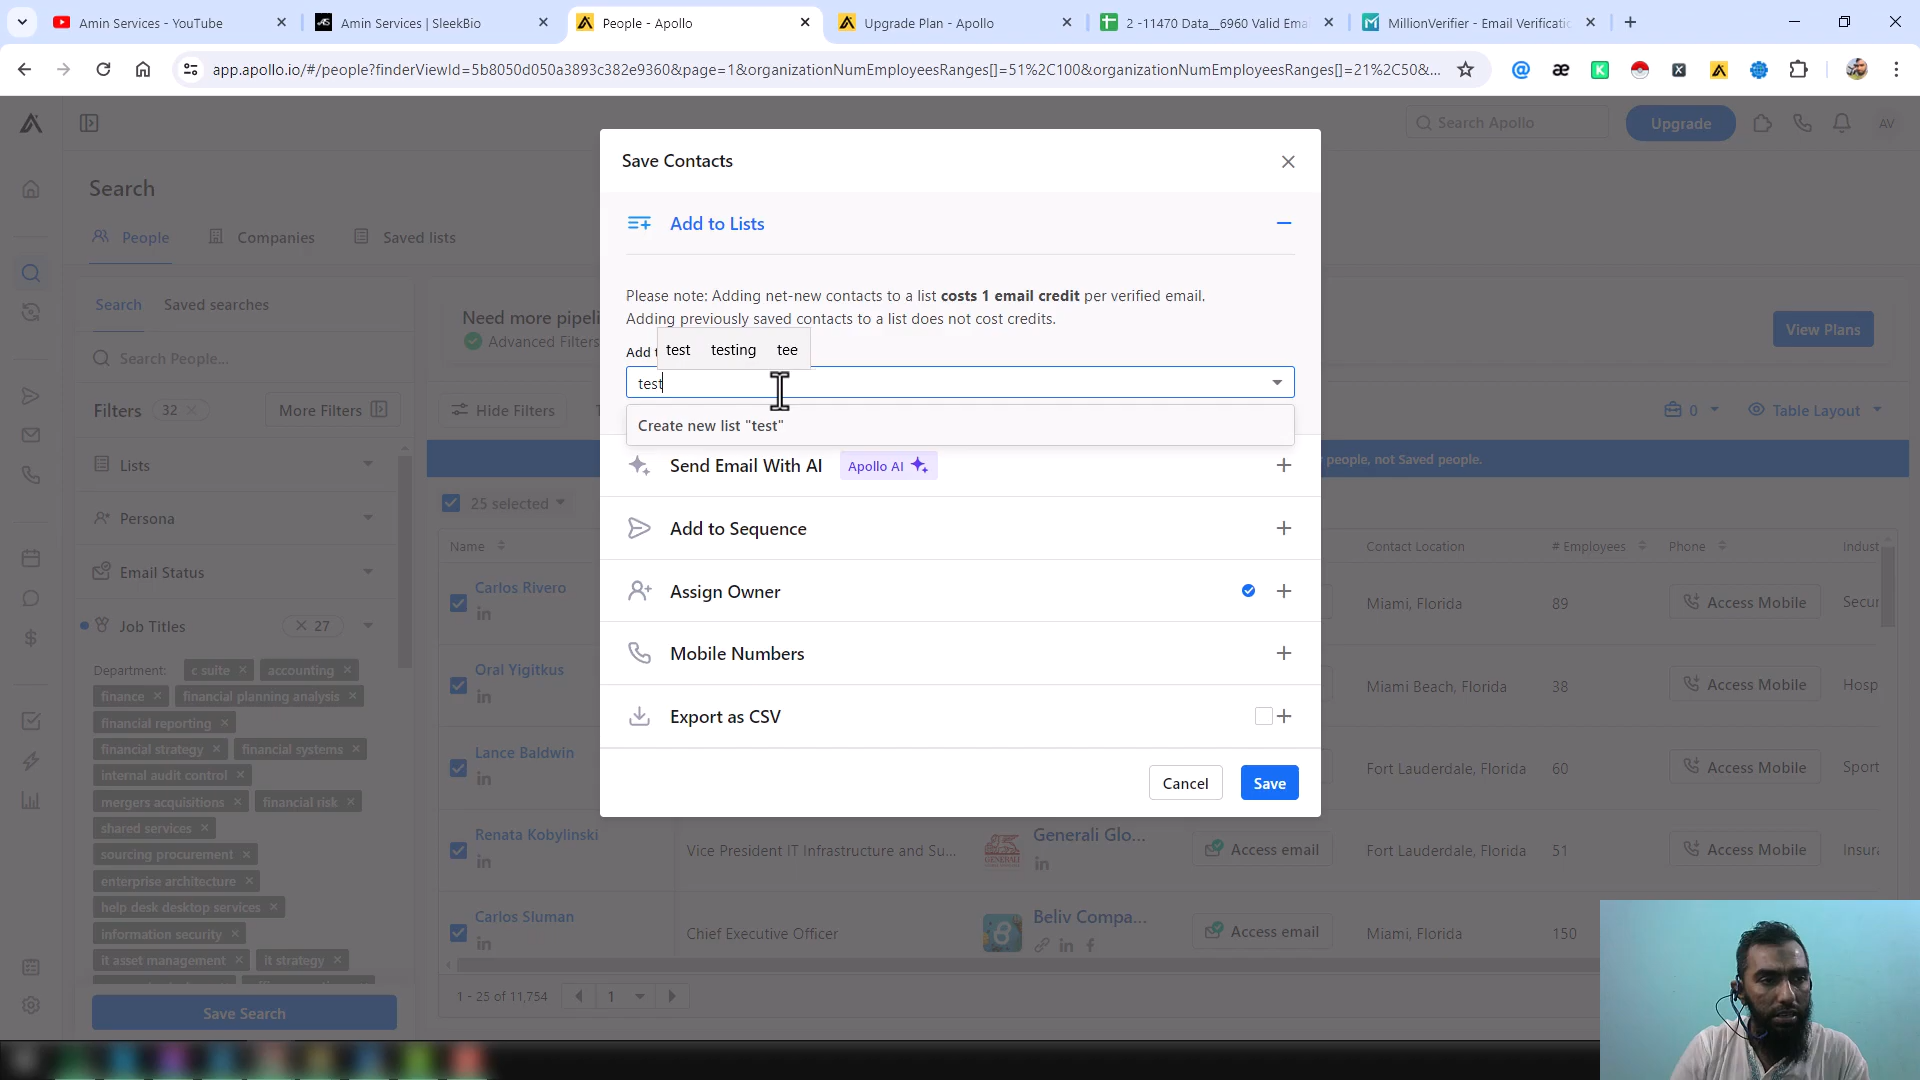 Amin Services - YouTube
Amin Services | SleekBio
People - Apollo
Upgrade Plan - Apollo
2 -11470 Data__6960 Valid Ema
MillionVerifier - Email Verificati
app.apollo.io/#/people?finderViewId=5b8050d050a3893c382e9360&page=1&organizationNumEmployeesRanges[]=51%2C100&organizationNumEmployeesRanges[]=21%2C50&...
Search Apollo
Upgrade
AV
Search
People
Companies
Saved lists
Search
Saved searches
Need more pipeli
Advanced Filters
View Plans
Search People...
Filters
32
More Filters
Hide Filters
0
Table Layout
people, not Saved people.
Lists
Persona
Email Status
Job Titles
27
Department:
c suite
accounting
finance
financial planning analysis
financial reporting
financial strategy
financial systems
internal audit control
mergers acquisitions
financial risk
shared services
sourcing procurement
enterprise architecture
help desk desktop services
information security
it asset management
it strategy
Save Search
25 selected
Name
Contact Location
# Employees
Phone
Indust
Carlos Rivero
Miami, Florida
89
Access Mobile
Secur
Oral Yigitkus
Miami Beach, Florida
38
Access Mobile
Hosp
Lance Baldwin
Fort Lauderdale, Florida
60
Access Mobile
Sport
Renata Kobylinski
Vice President IT Infrastructure and Su...
Generali Glo...
Access email
Fort Lauderdale, Florida
51
Access Mobile
Insur
Carlos Sluman
Chief Executive Officer
Beliv Compa...
Access email
Miami, Florida
150
Access Mobile
1 - 25 of 11,754
1
Save Contacts
Add to Lists
Please note: Adding net-new contacts to a list costs 1 email credit per verified email.
Adding previously saved contacts to a list does not cost credits.
Add t
test
testing
tee
test
Create new list "test"
Send Email With AI
Apollo AI
Add to Sequence
Assign Owner
Mobile Numbers
Export as CSV
Cancel
Save